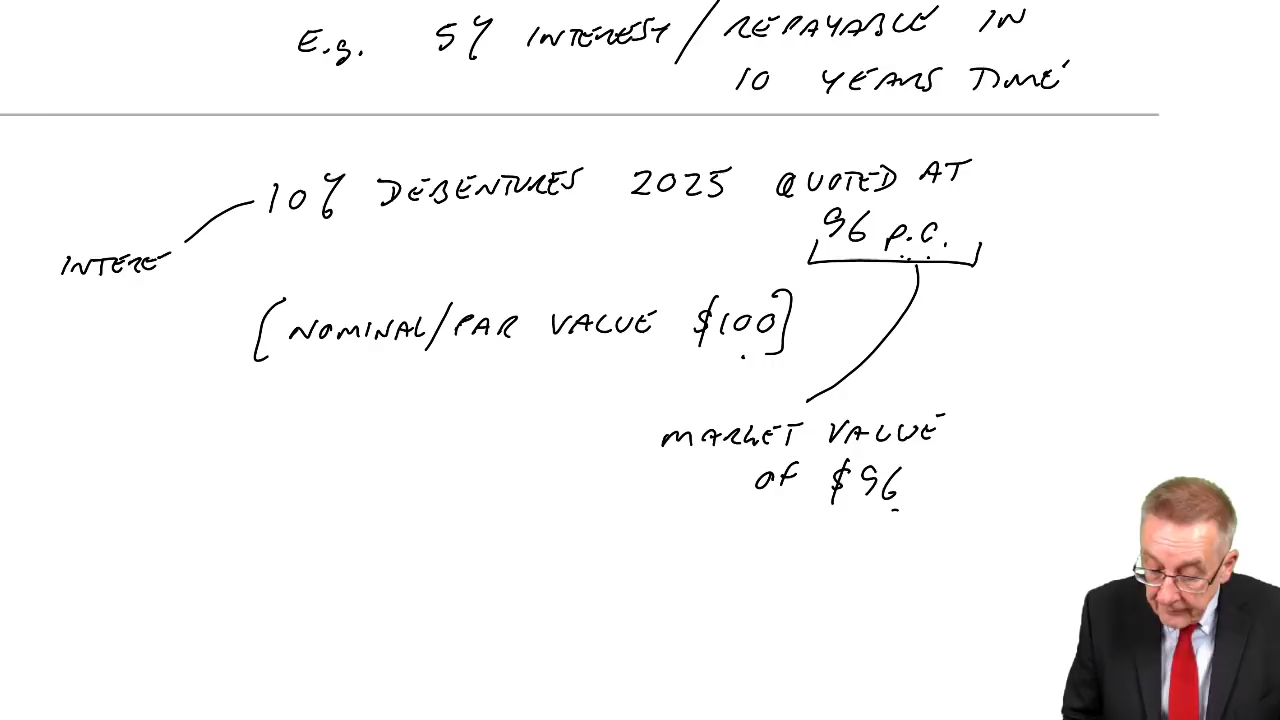 E.g. 5% INTEREST / REPAYABLE IN
10 YEARS TIME
10% DEBENTURES 2025 QUOTED AT
96 p.c.
INTERE
[NOMINAL/PAR VALUE $100]
MARKET VALUE
of $96